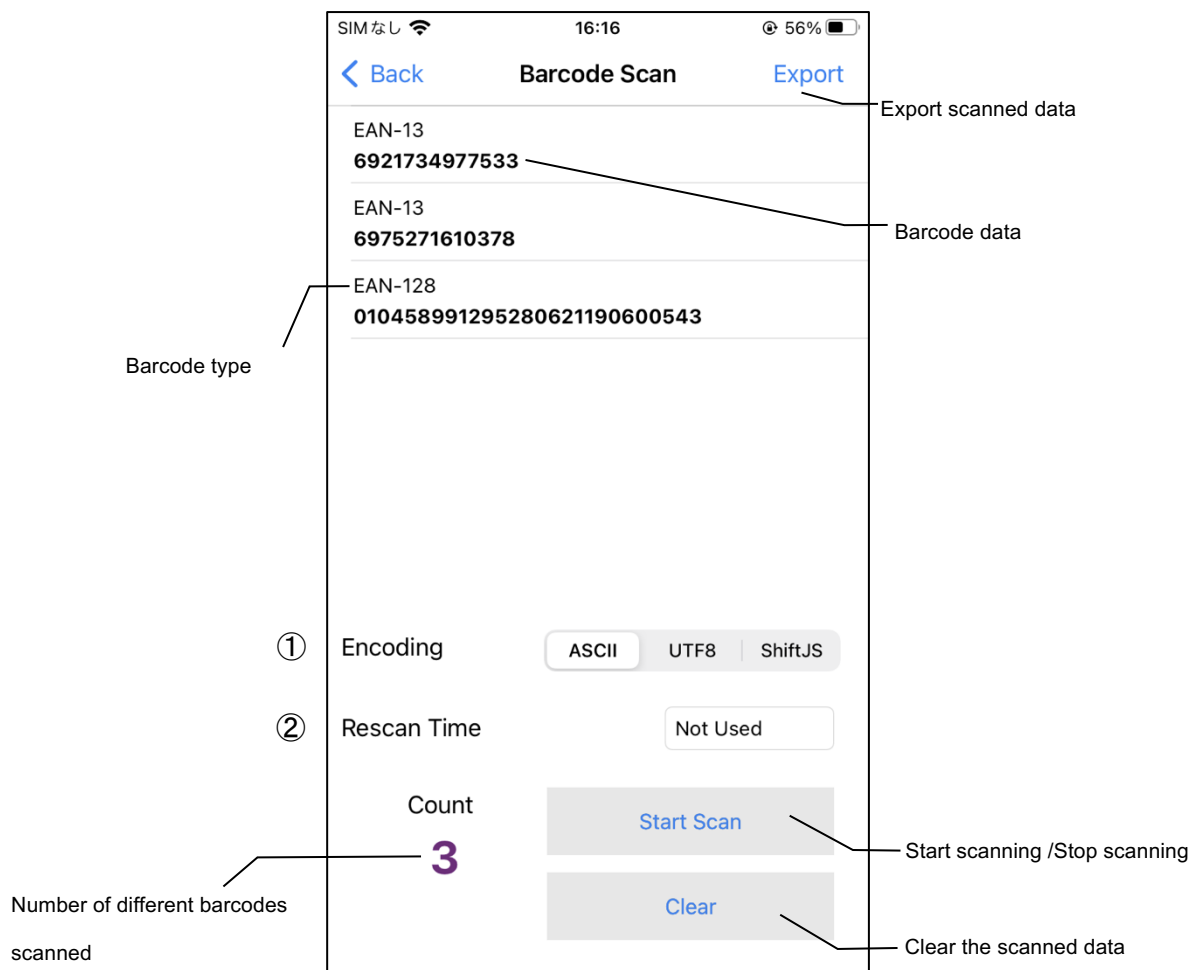 SIMなし 16:16 56%
Back Barcode Scan Export
Export scanned data
EAN-13
6921734977533
EAN-13
6975271610378
Barcode data
EAN-128
010458991295280621190600543
Barcode type
① Encoding ASCII UTF8 ShiftJS
② Rescan Time Not Used
Count
3
Start Scan
Start scanning /Stop scanning
Number of different barcodes
scanned
Clear
Clear the scanned data